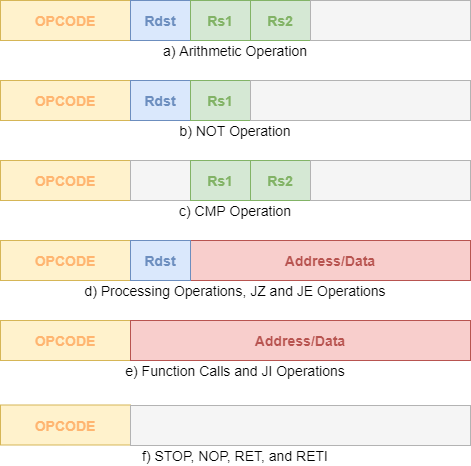 OPCODE Rdst Rs1 Rs2
a) Arithmetic Operation
OPCODE Rdst Rs1
b) NOT Operation
OPCODE Rs1 Rs2
c) CMP Operation
OPCODE Rdst Address/Data
d) Processing Operations, JZ and JE Operations
OPCODE Address/Data
e) Function Calls and JI Operations
OPCODE
f) STOP, NOP, RET, and RETI